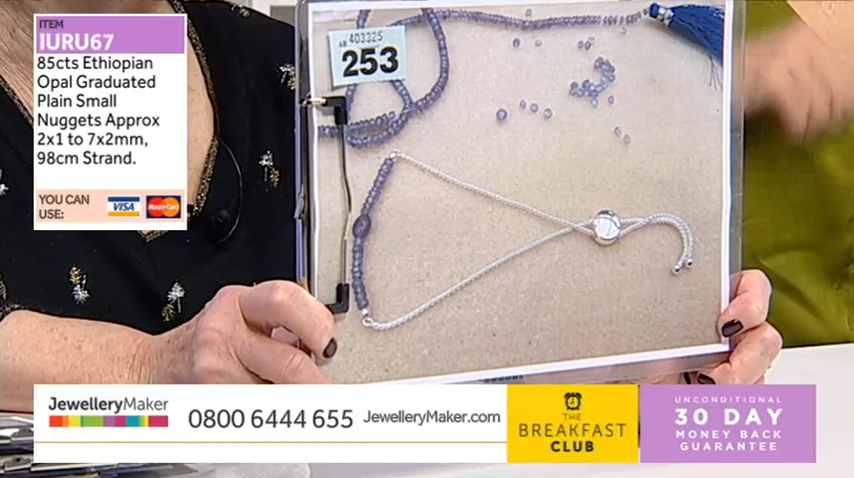 ITEM
IURU67
85cts Ethiopian
Opal Graduated
Plain Small
Nuggets Approx
2x1 to 7x2mm,
98cm Strand.
YOU CAN
USE:
VISA
MasterCard
AB 403325
253
JewelleryMaker
0800 6444 655
JewelleryMaker.com
THE
BREAKFAST
CLUB
UNCONDITIONAL
30 DAY
MONEY BACK
GUARANTEE